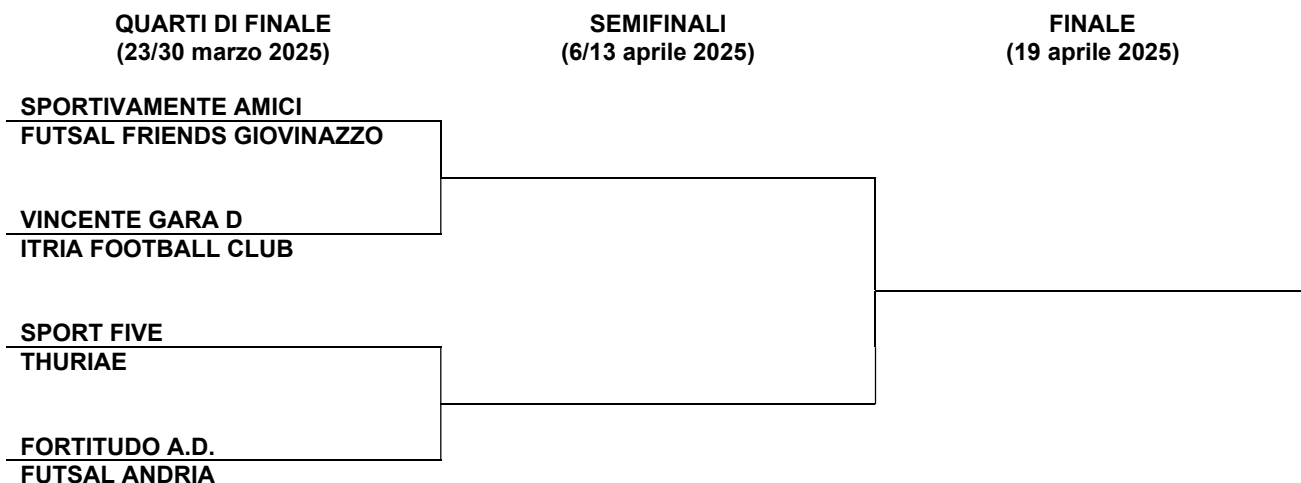 QUARTI DI FINALE
(23/30 marzo 2025)
SEMIFINALI
(6/13 aprile 2025)
FINALE
(19 aprile 2025)
SPORTIVAMENTE AMICI
FUTSAL FRIENDS GIOVINAZZO
VINCENTE GARA D
ITRIA FOOTBALL CLUB
SPORT FIVE
THURIAE
FORTITUDO A.D.
FUTSAL ANDRIA